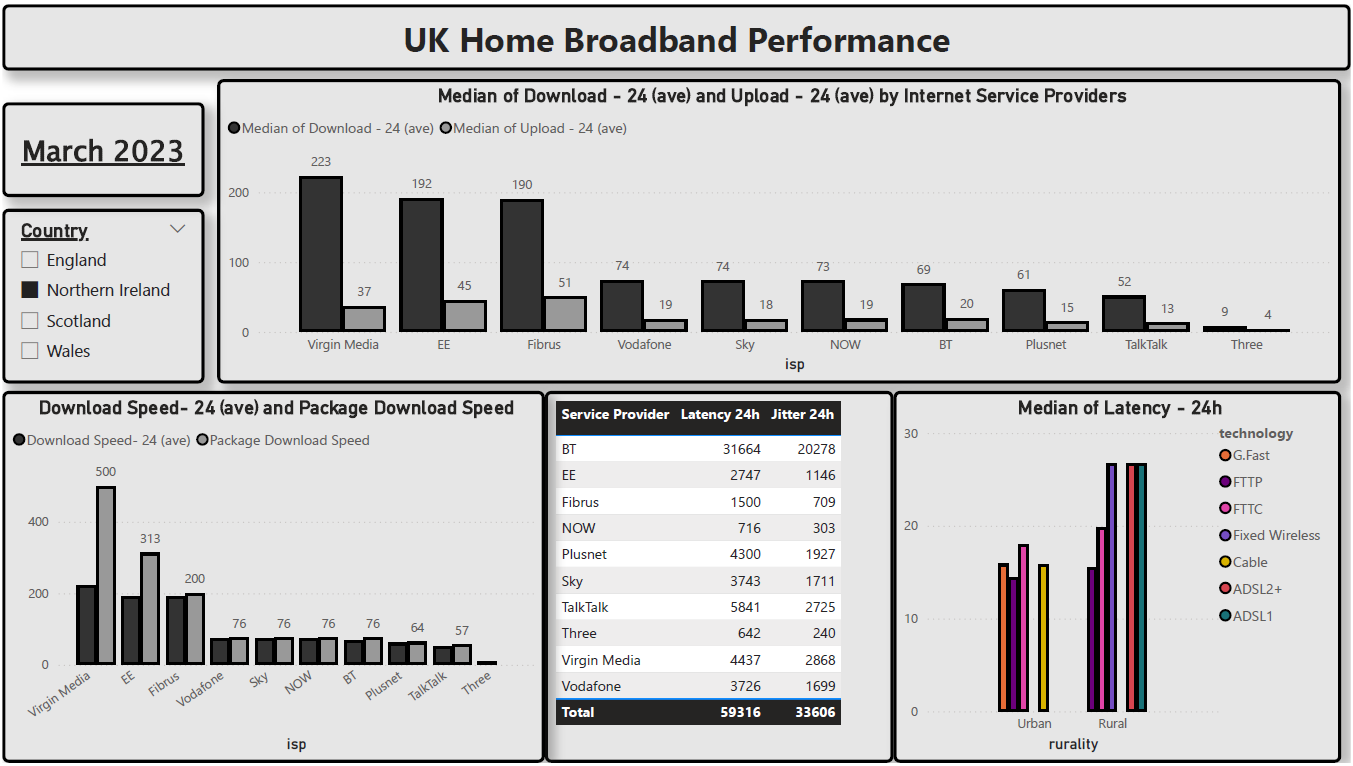 UK Home Broadband Performance
March 2023
Country
England
Northern Ireland
Scotland
Wales
Median of Download - 24 (ave) and Upload - 24 (ave) by Internet Service Providers
Median of Download - 24 (ave) Median of Upload - 24 (ave)
200
100
0
223 37 192 45 190 51 74 19 74 18 73 19 69 20 61 15 52 13 9 4
Virgin Media EE Fibrus Vodafone Sky NOW BT Plusnet TalkTalk Three
isp
Download Speed- 24 (ave) and Package Download Speed
Download Speed- 24 (ave) Package Download Speed
400
200
0
500 313 200 76 76 76 76 64 57
Virgin Media EE Fibrus Vodafone Sky NOW BT Plusnet TalkTalk Three
isp
Service Provider Latency 24h Jitter 24h
BT 31664 20278
EE 2747 1146
Fibrus 1500 709
NOW 716 303
Plusnet 4300 1927
Sky 3743 1711
TalkTalk 5841 2725
Three 642 240
Virgin Media 4437 2868
Vodafone 3726 1699
Total 59316 33606
Median of Latency - 24h
30
20
10
0
Urban Rural
rurality
technology
G.Fast
FTTP
FTTC
Fixed Wireless
Cable
ADSL2+
ADSL1